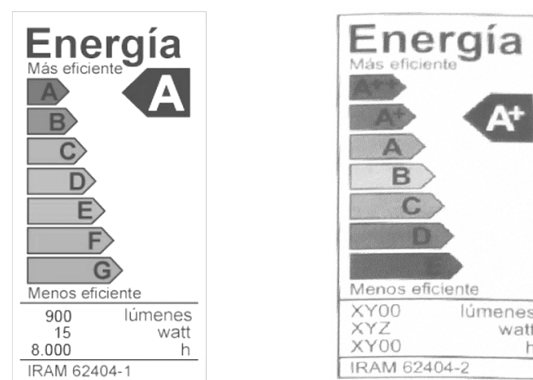 Energía
Más eficiente
A
A
B
C
D
E
F
G
Menos eficiente
900 lúmenes
15 watt
8.000 h
IRAM 62404-1
Energía
Más eficiente
A++
A+
A+
A
B
C
D
E
Menos eficiente
XY00 lúmenes
XYZ watt
XY00 h
IRAM 62404-2